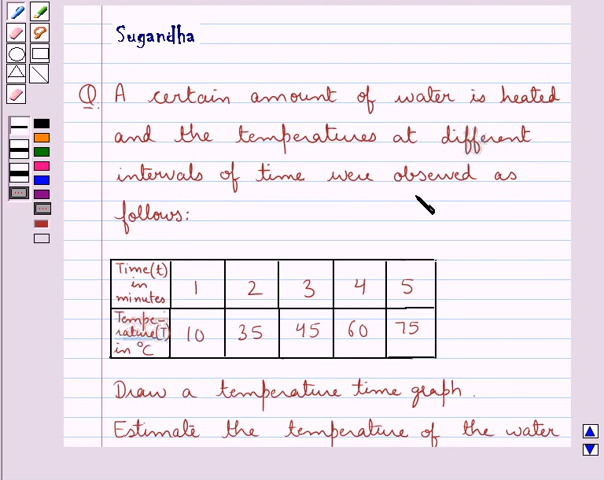 Sugandha
Q. A certain amount of water is heated
and the temperatures at different
intervals of time were observed as
follows:
Time(t) in minutes 1 2 3 4 5
Tempe-rature(T) in °C 10 35 45 60 75
Draw a temperature time graph.
Estimate the temperature of the water